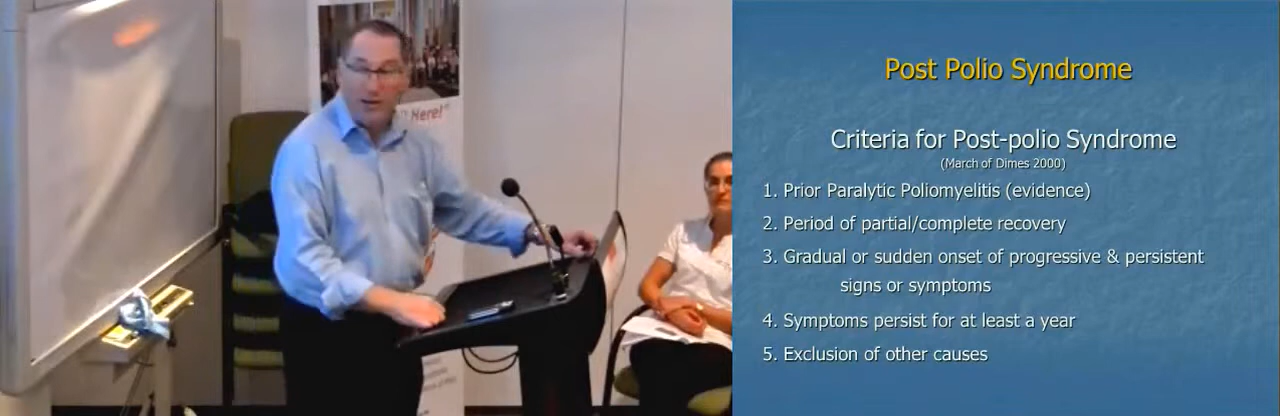 Here!"
Post Polio Syndrome
Criteria for Post-polio Syndrome
(March of Dimes 2000)
1. Prior Paralytic Poliomyelitis (evidence)
2. Period of partial/complete recovery
3. Gradual or sudden onset of progressive & persistent
signs or symptoms
4. Symptoms persist for at least a year
5. Exclusion of other causes